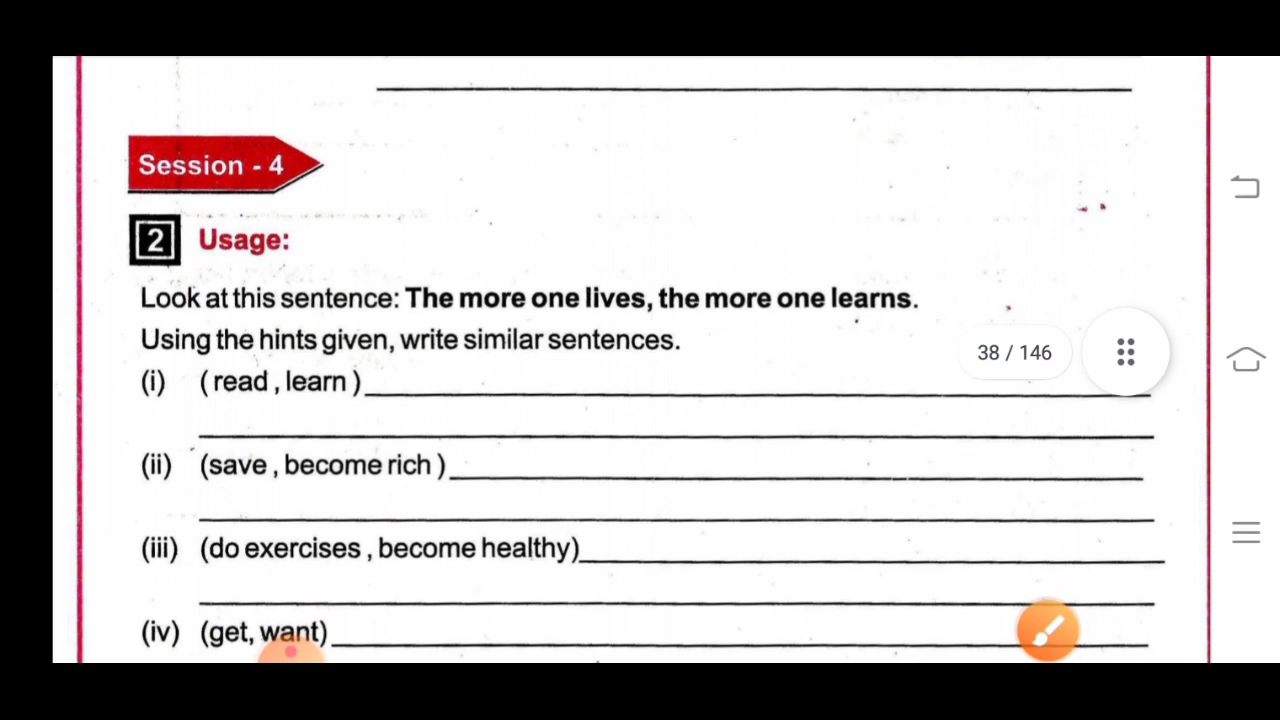 Session - 4
2 Usage:
Look at this sentence: The more one lives, the more one learns.
Using the hints given, write similar sentences.
38 / 146
(i) ( read , learn )
(ii) (save , become rich )
(iii) (do exercises , become healthy)
(iv) (get, want)